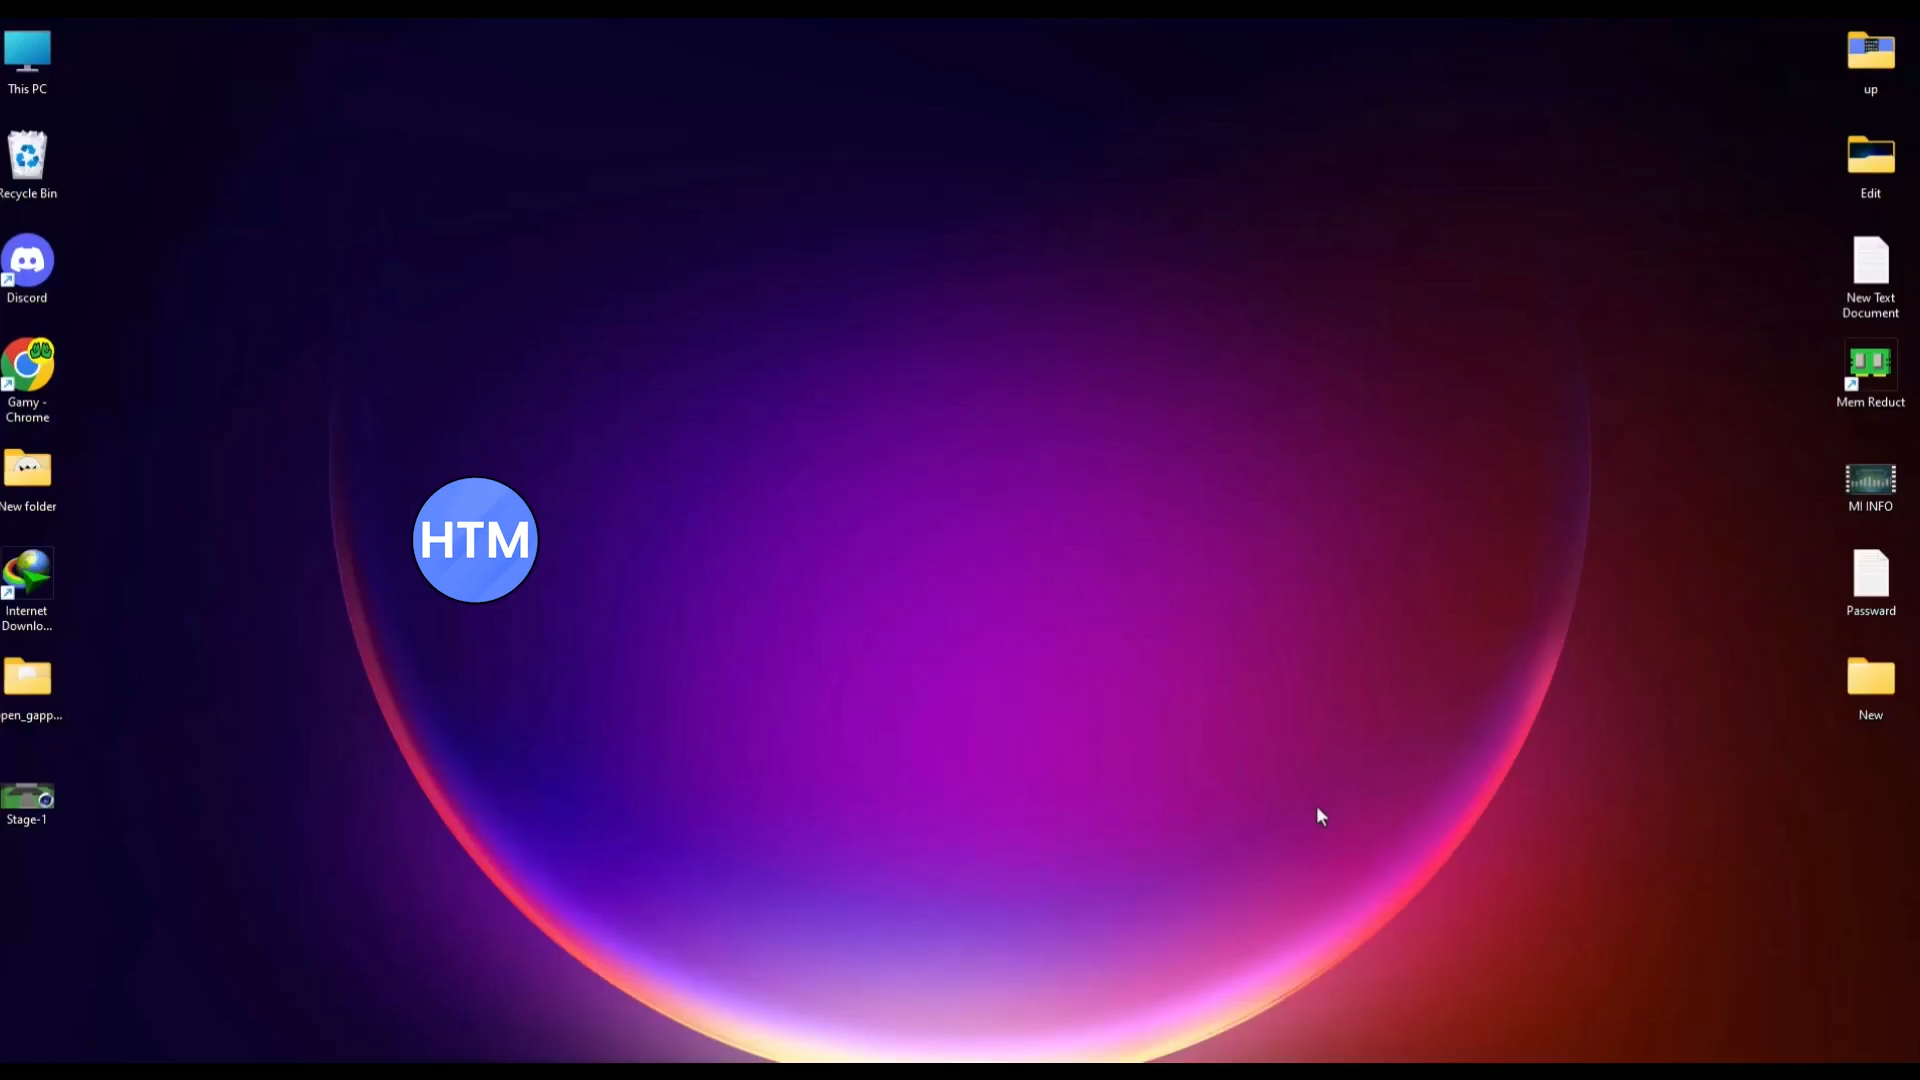 This PC
Recycle Bin
Discord
Gamy -
Chrome
New folder
Internet
Downlo...
pen_gapp...
Stage-1
HTM
up
Edit
New Text
Document
Mem Reduct
MI INFO
Passward
New